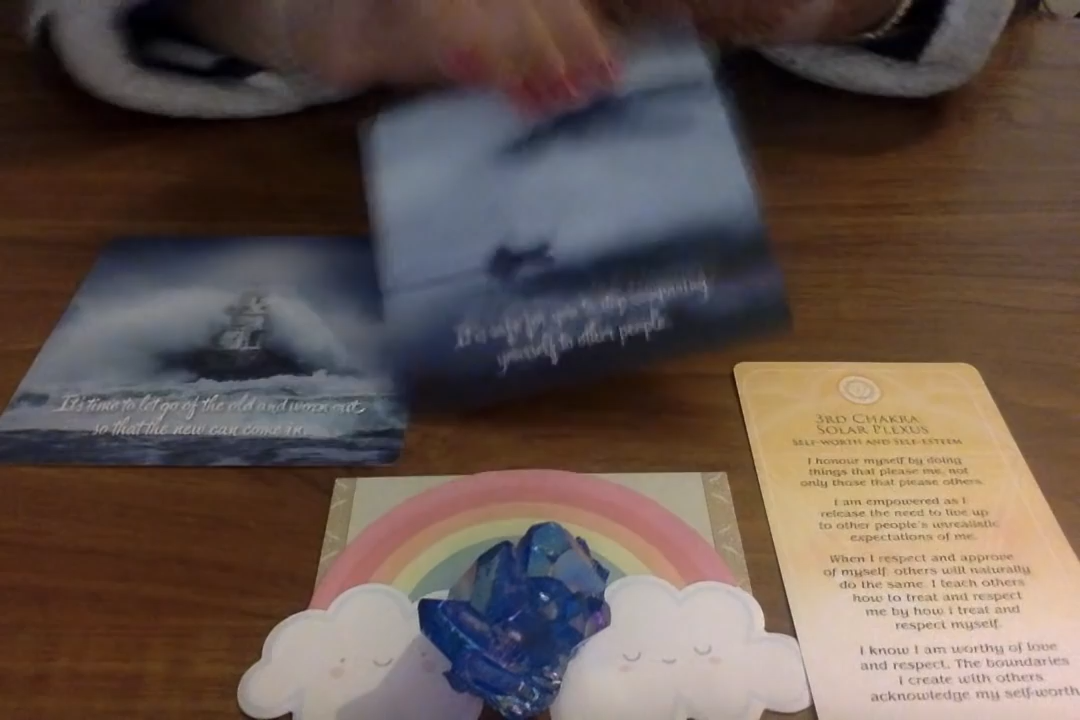 It's safe for you to stop comparing
yourself to other people.
It's time to let go of the old and worn out,
so that the new can come in.
3RD CHAKRA
SOLAR PLEXUS
SELF-WORTH AND SELF-ESTEEM
I honour myself by doing
things that please me, not
only those that please others.
I am empowered as I
release the need to live up
to other people's unrealistic
expectations of me.
When I respect and approve
of myself, others will naturally
do the same. I teach others
how to treat and respect
me by how i treat and
respect myself.
I know I am worthy of love
and respect. The boundaries
I create with others
acknowledge my self-worth